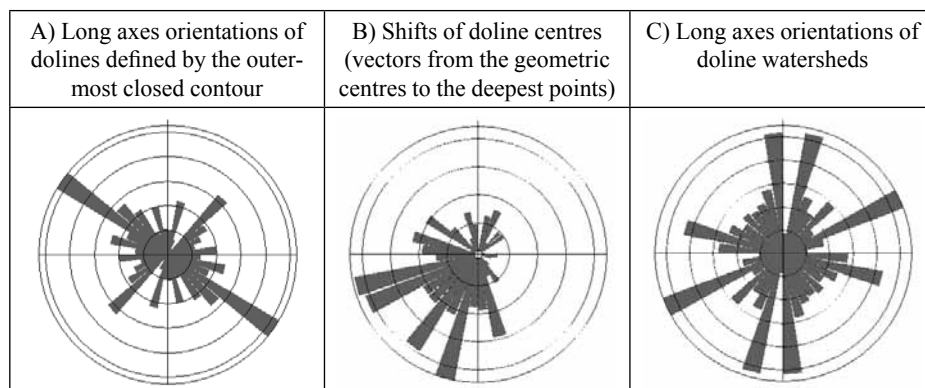 A) Long axes orientations of
dolines defined by the outer-
most closed contour
B) Shifts of doline centres
(vectors from the geometric
centres to the deepest points)
C) Long axes orientations of
doline watersheds